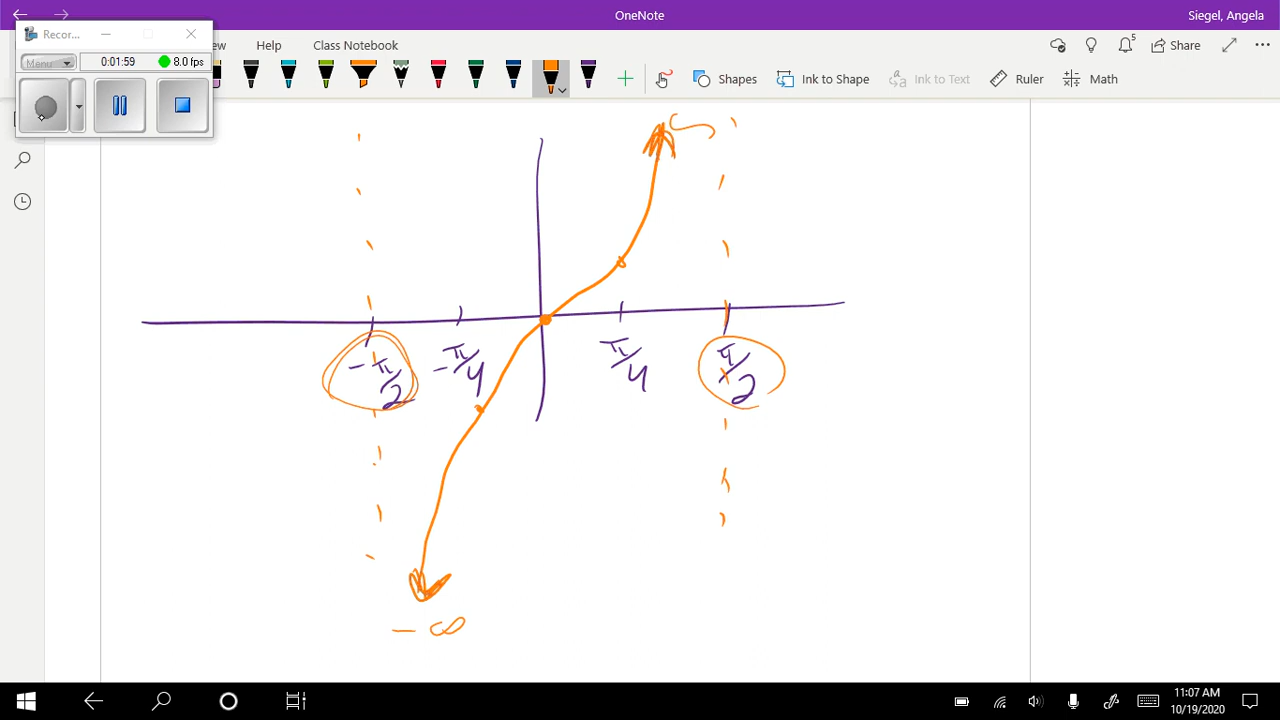 OneNote
Siegel, Angela
Recor...
ew Help Class Notebook
5
Share
Menu
0:01:59
8.0 fps
Shapes
Ink to Shape
Ink to Text
Ruler
Math
-π/2
-π/4
π/4
π/2
- ∞
11:07 AM
10/19/2020